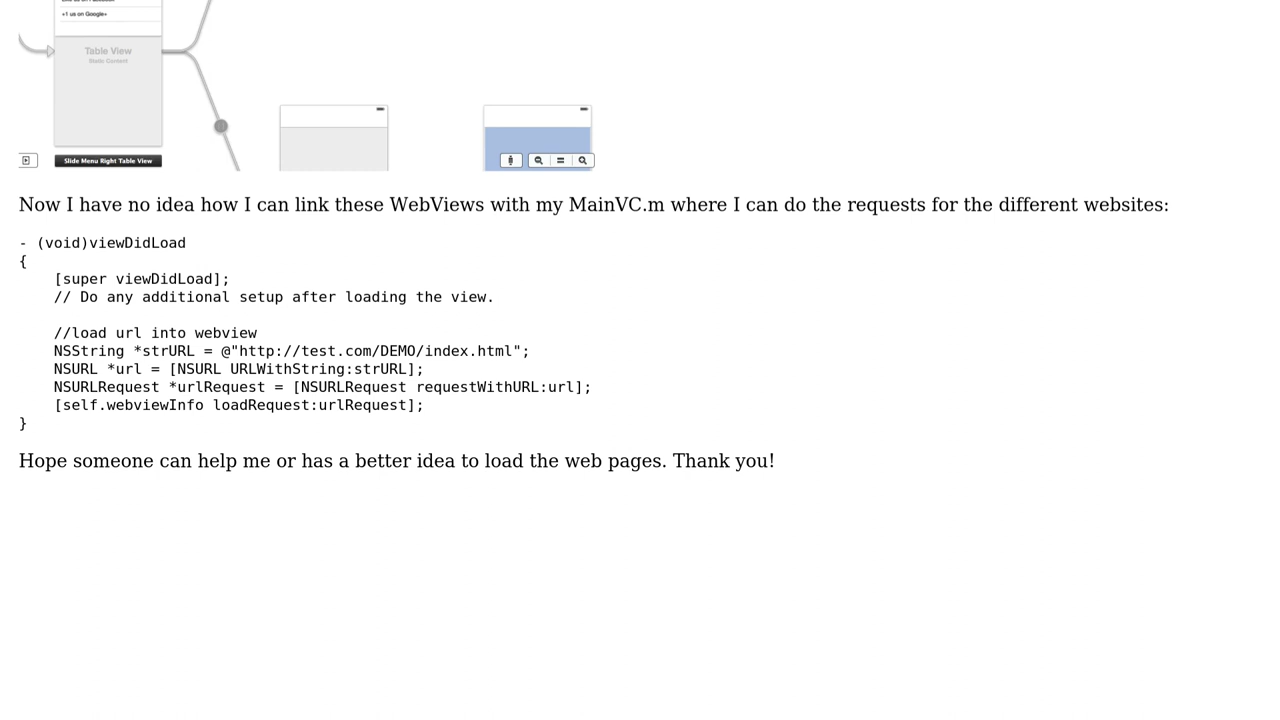 +1 us on Google+
Table View
Static Content
Slide Menu Right Table View
Now I have no idea how I can link these WebViews with my MainVC.m where I can do the requests for the different websites:
- (void)viewDidLoad
{
    [super viewDidLoad];
    // Do any additional setup after loading the view.
    //load url into webview
    NSString *strURL = @"http://test.com/DEMO/index.html";
    NSURL *url = [NSURL URLWithString:strURL];
    NSURLRequest *urlRequest = [NSURLRequest requestWithURL:url];
    [self.webviewInfo loadRequest:urlRequest];
}
Hope someone can help me or has a better idea to load the web pages. Thank you!